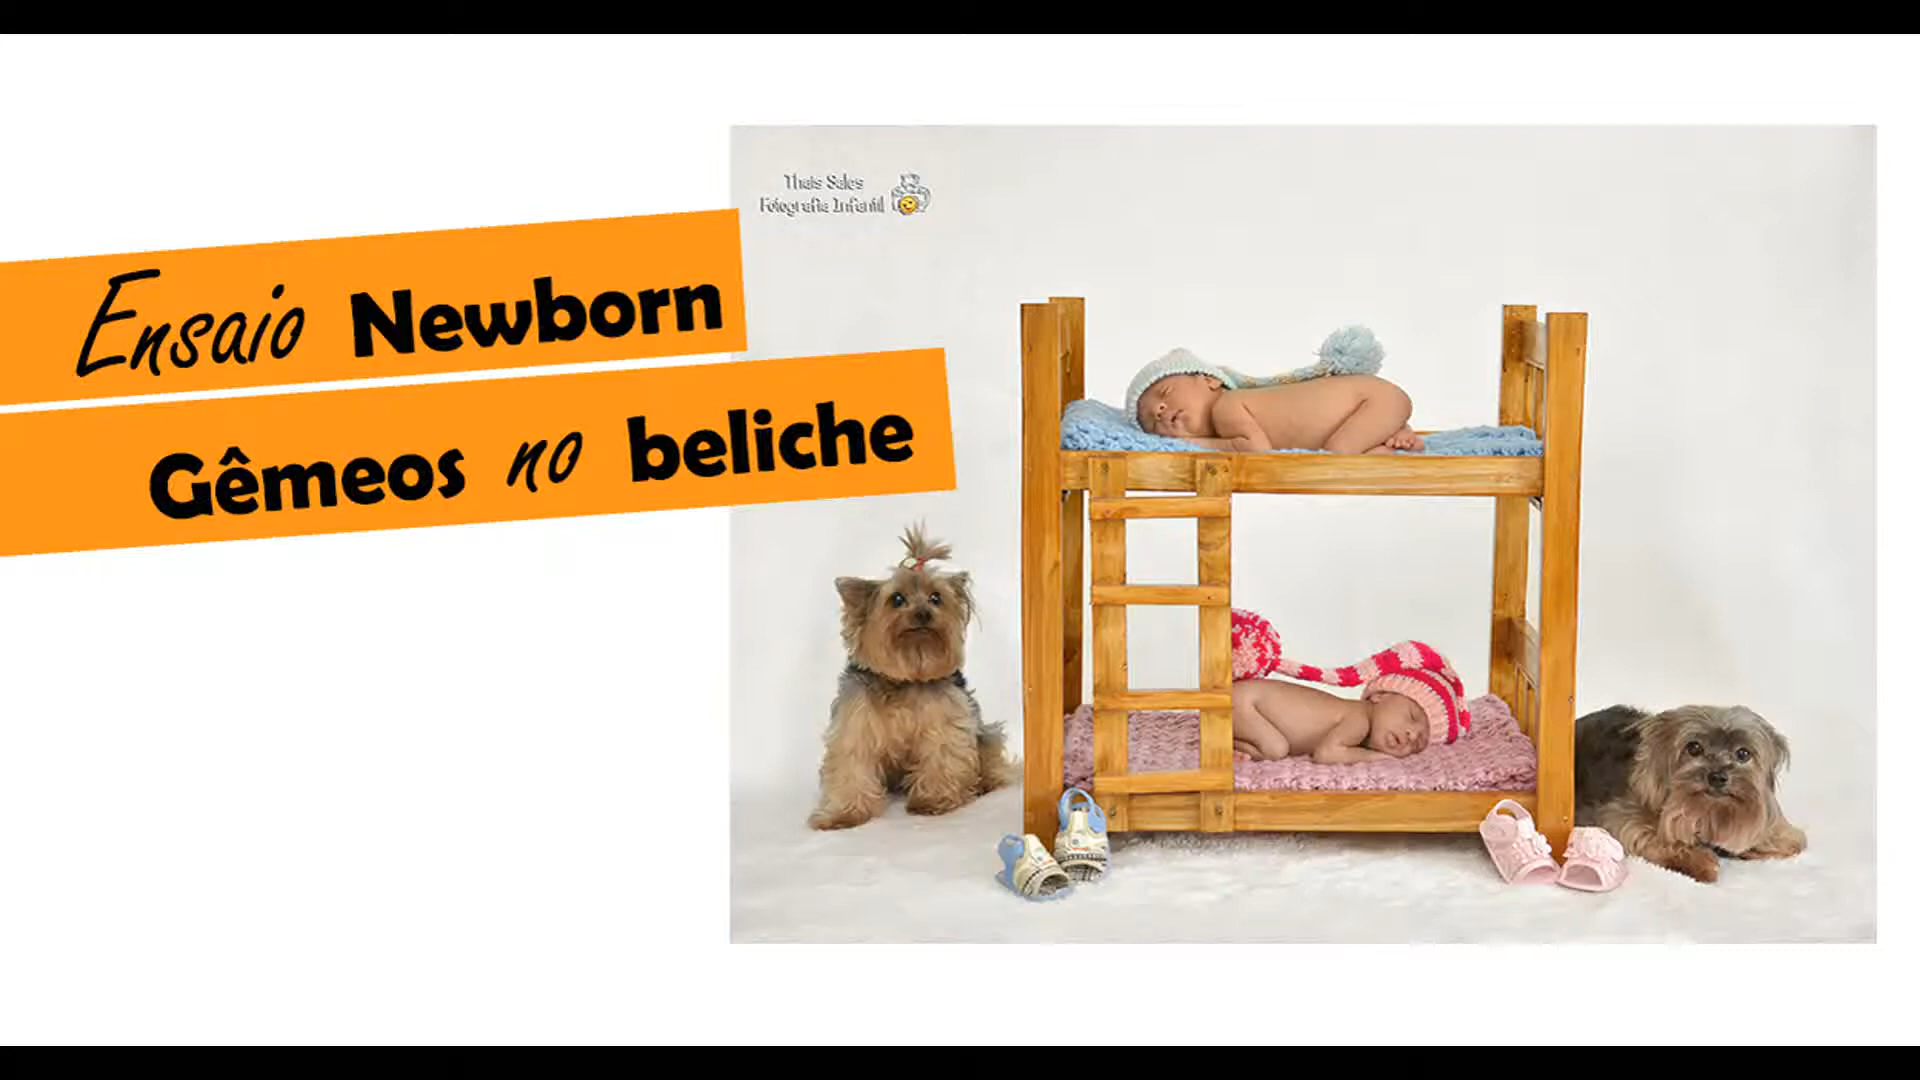 Ensaio Newborn
Gêmeos no beliche
Thais Sales
Fotografia Infantil